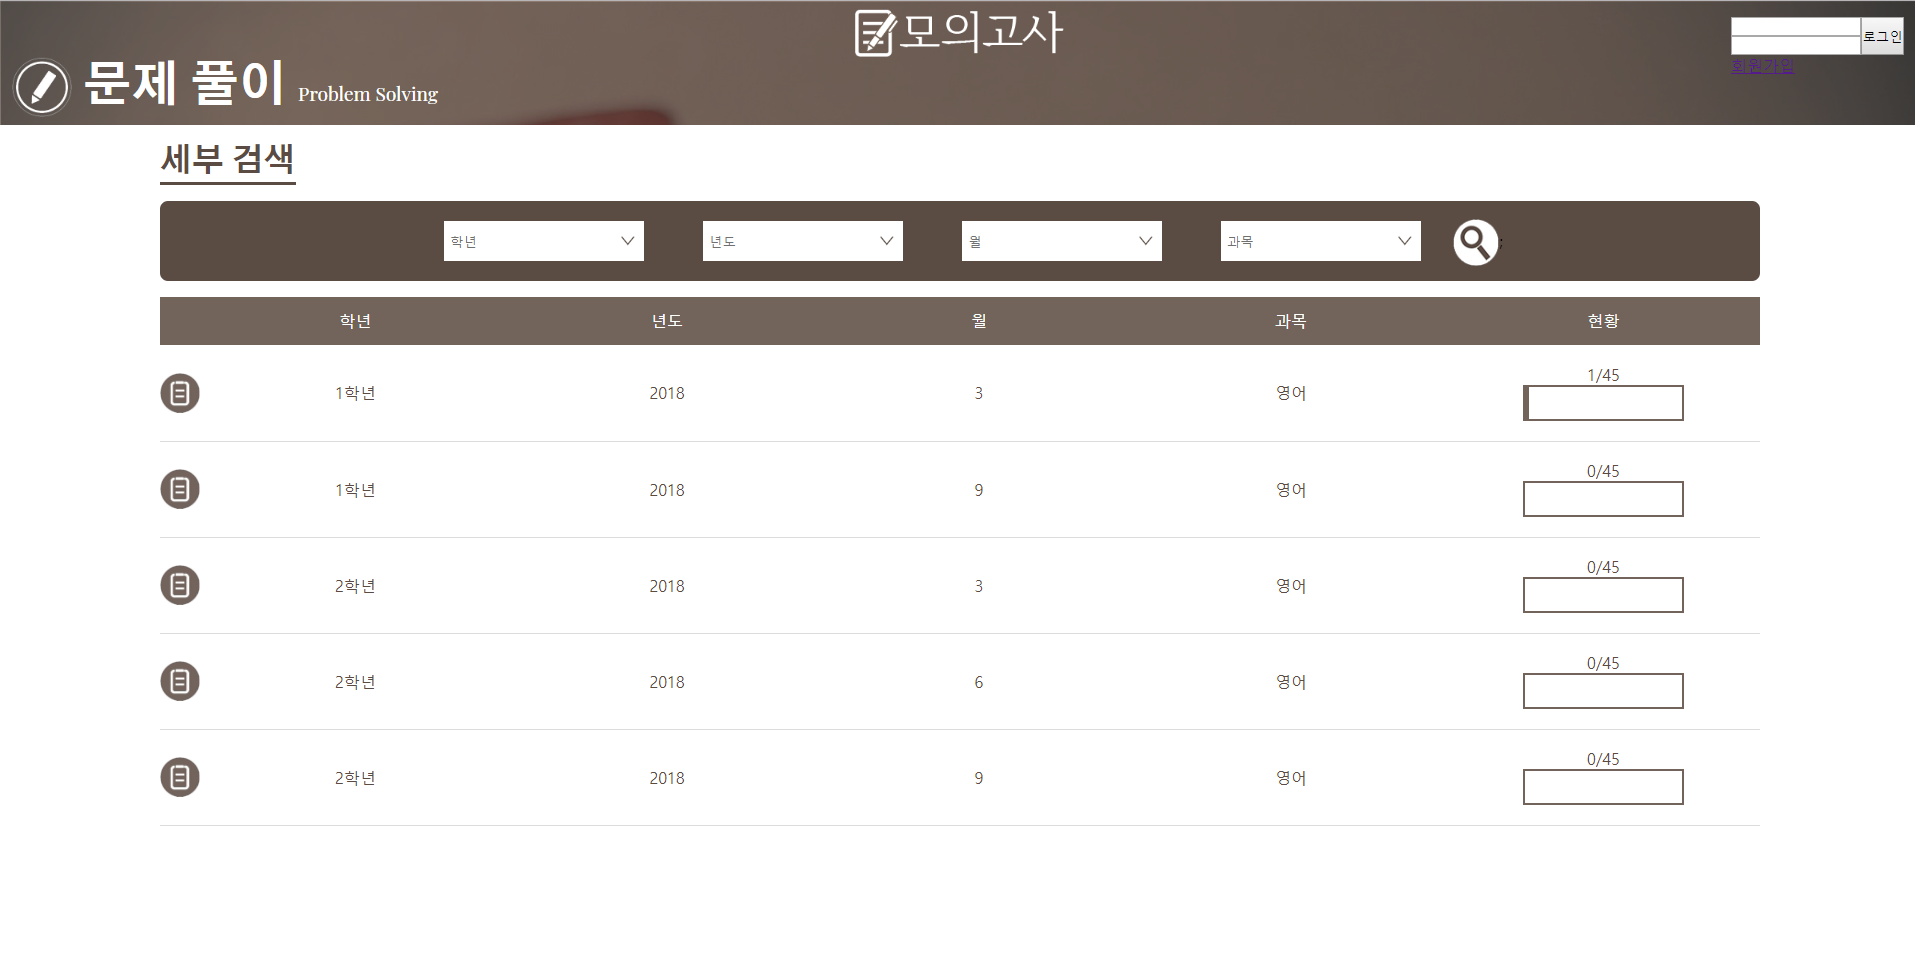 모의고사
로그인
회원가입
문제 풀이 Problem Solving
세부 검색
학년 년도 월 과목 ;
학년 년도 월 과목 현황
1학년 2018 3 영어 1/45
1학년 2018 9 영어 0/45
2학년 2018 3 영어 0/45
2학년 2018 6 영어 0/45
2학년 2018 9 영어 0/45